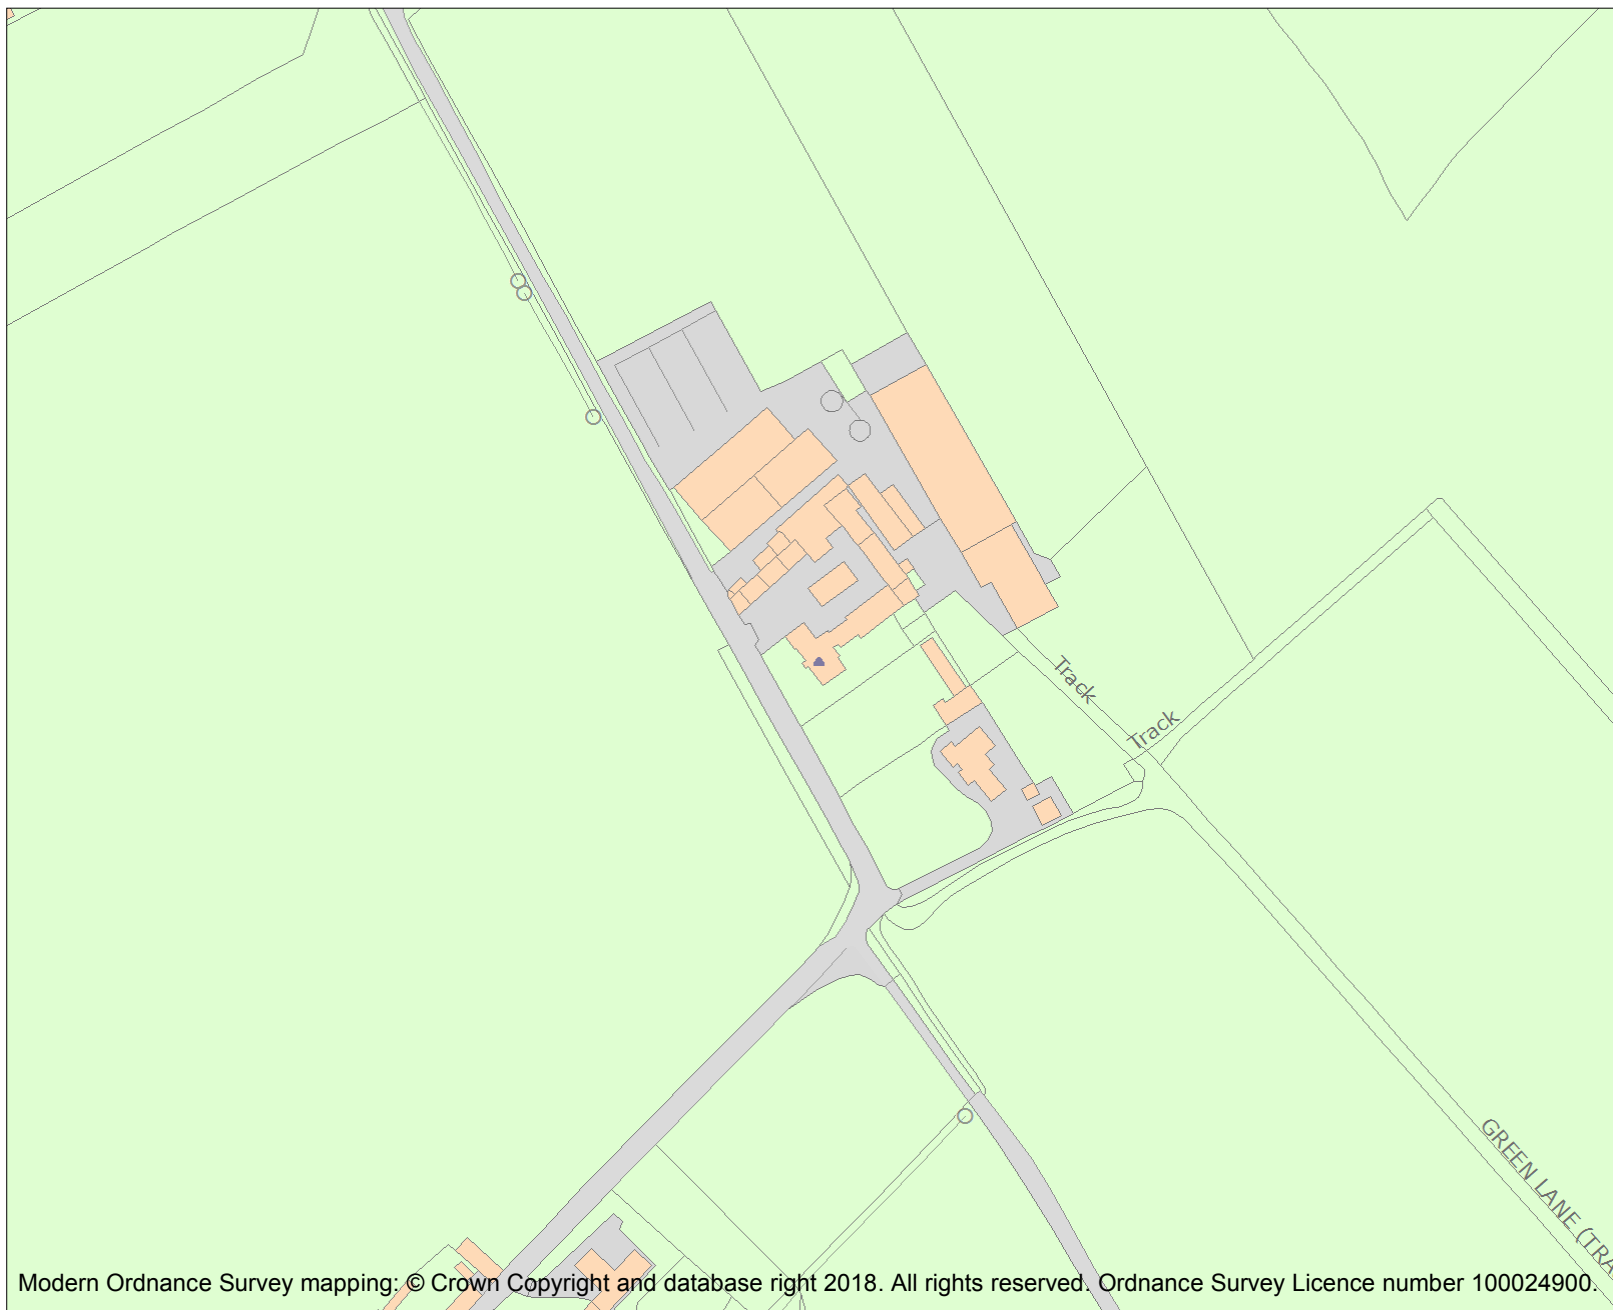 Track
Track
GREEN LANE (TRA
Modern Ordnance Survey mapping: © Crown Copyright and database right 2018. All rights reserved. Ordnance Survey Licence number 100024900.